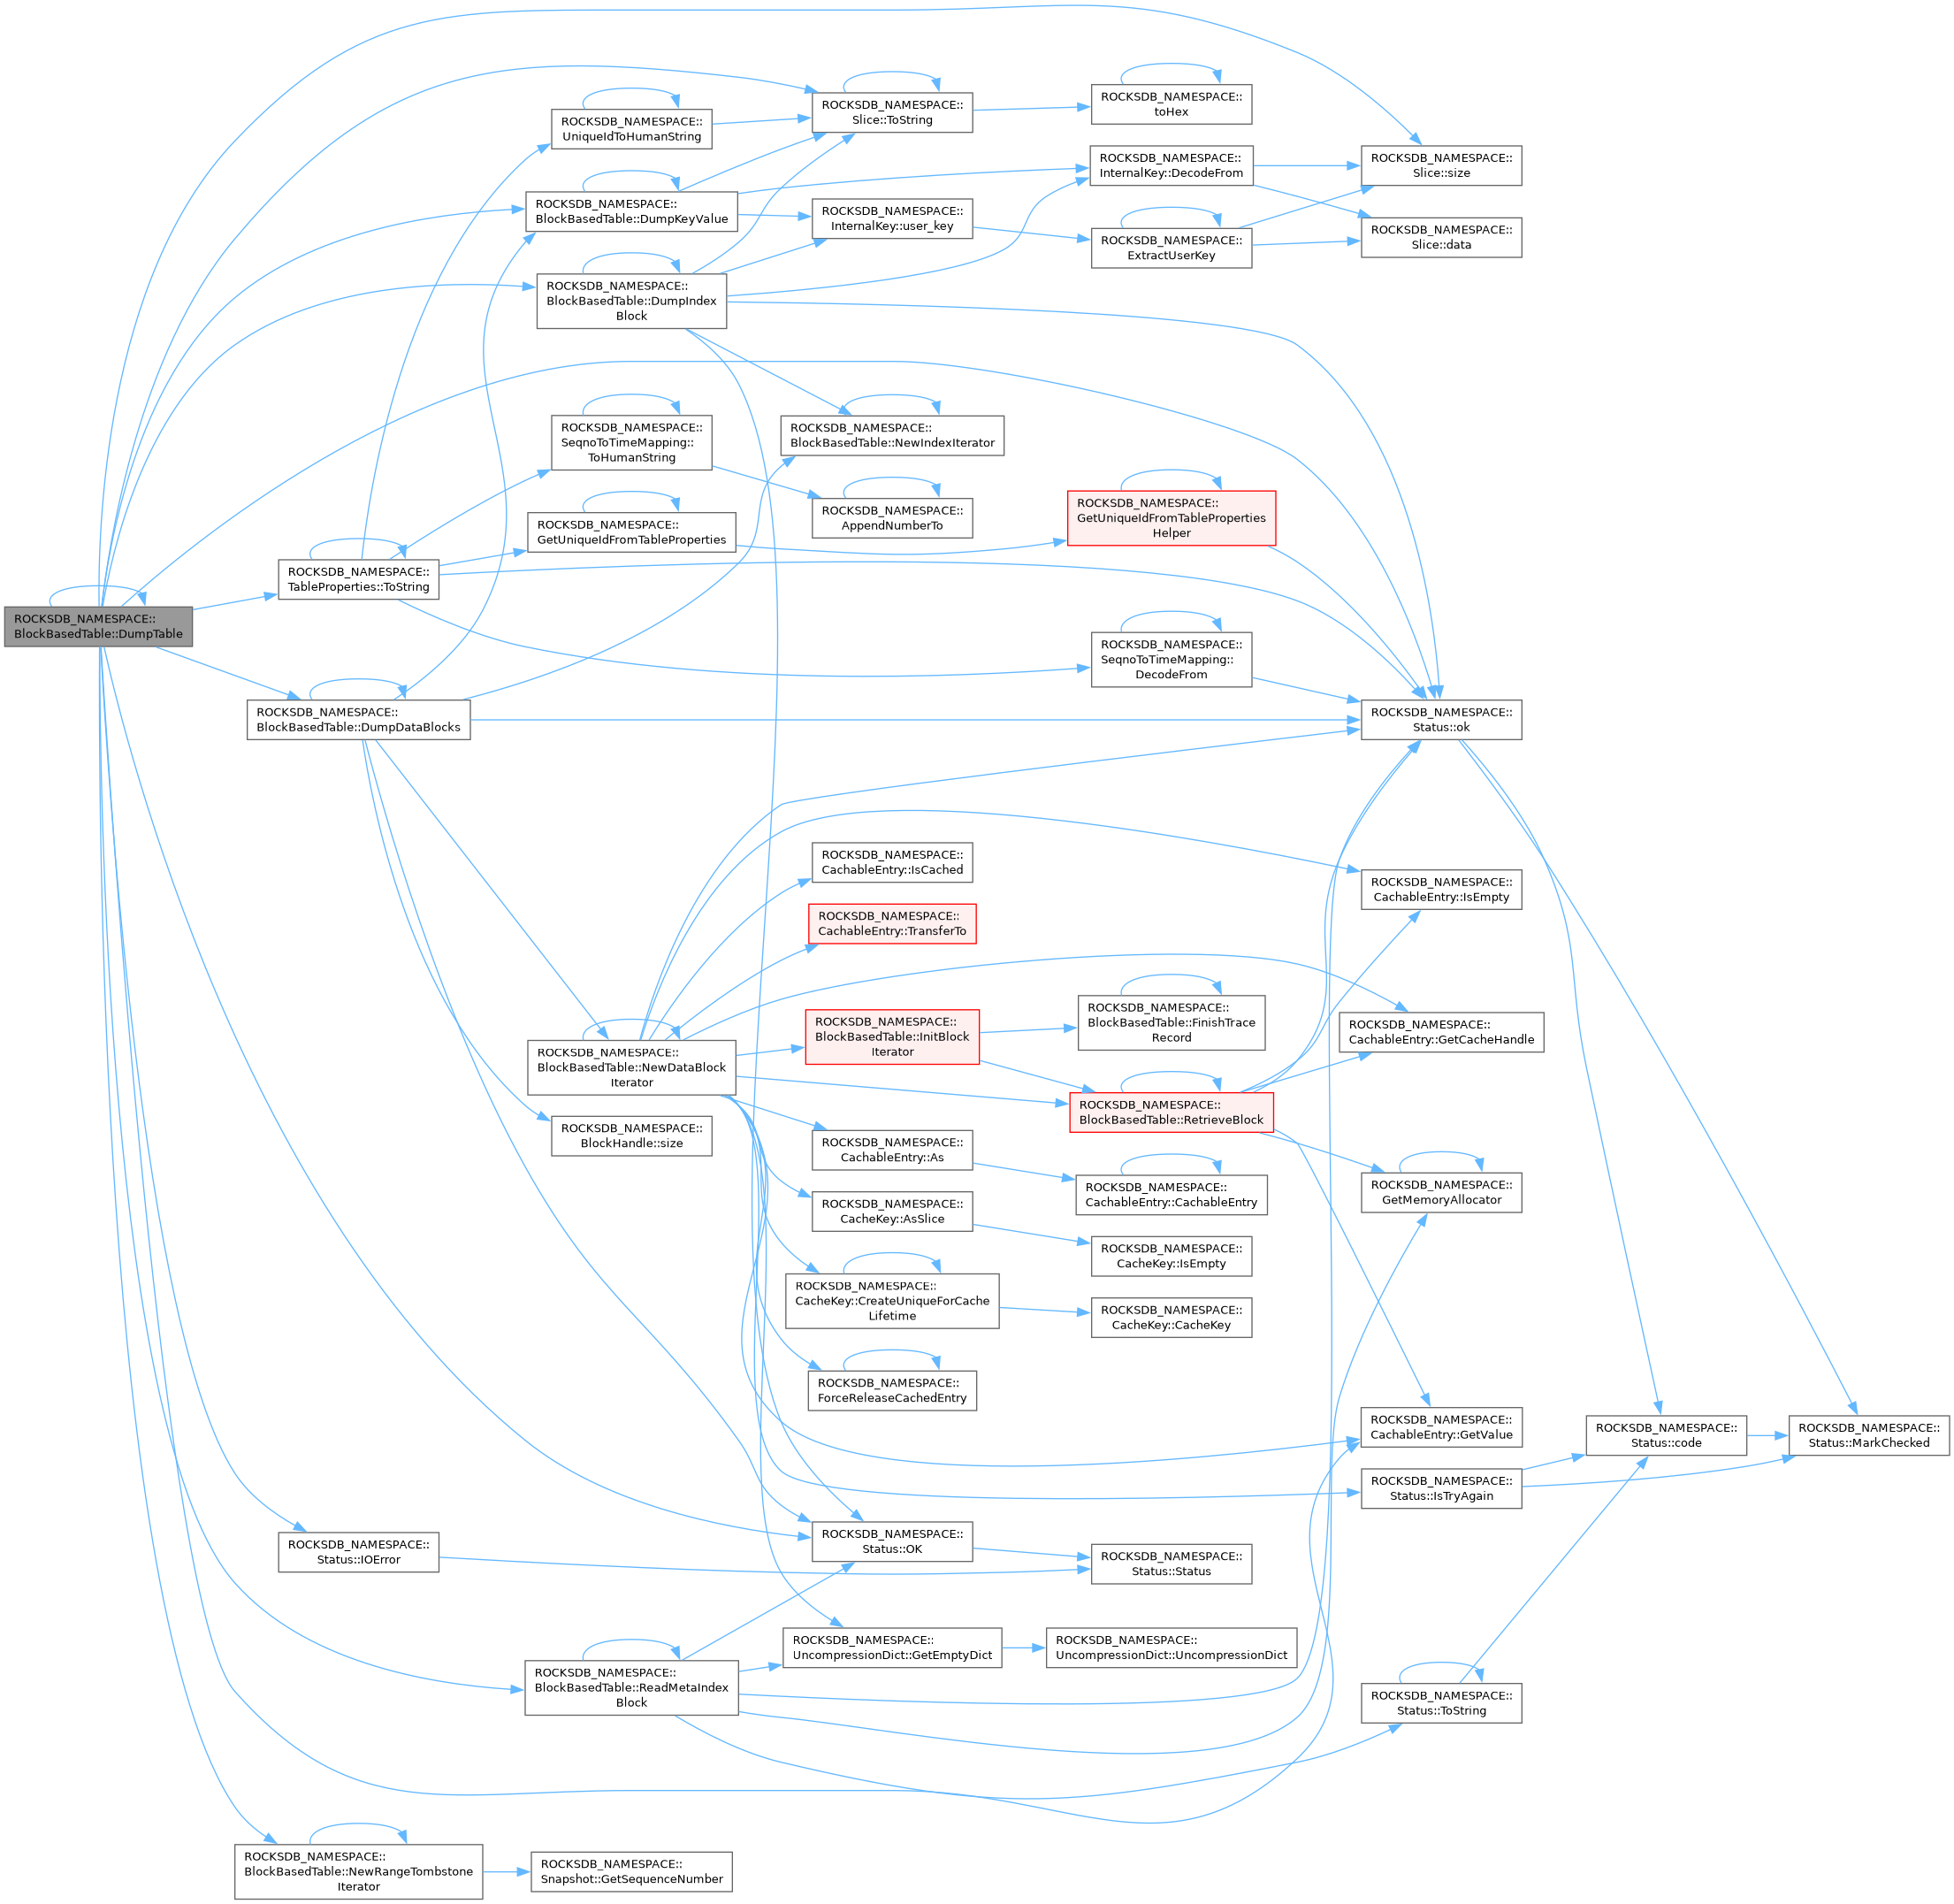 ROCKSDB_NAMESPACE::
BlockBasedTable::DumpTable
ROCKSDB_NAMESPACE::
TableProperties::ToString
ROCKSDB_NAMESPACE::
BlockBasedTable::DumpDataBlocks
ROCKSDB_NAMESPACE::
Status::IOError
ROCKSDB_NAMESPACE::
BlockBasedTable::NewRangeTombstone
Iterator
ROCKSDB_NAMESPACE::
UniqueIdToHumanString
ROCKSDB_NAMESPACE::
BlockBasedTable::DumpKeyValue
ROCKSDB_NAMESPACE::
BlockBasedTable::DumpIndex
Block
ROCKSDB_NAMESPACE::
SeqnoToTimeMapping::
ToHumanString
ROCKSDB_NAMESPACE::
GetUniqueIdFromTableProperties
ROCKSDB_NAMESPACE::
BlockBasedTable::NewDataBlock
Iterator
ROCKSDB_NAMESPACE::
BlockHandle::size
ROCKSDB_NAMESPACE::
BlockBasedTable::ReadMetaIndex
Block
ROCKSDB_NAMESPACE::
Snapshot::GetSequenceNumber
ROCKSDB_NAMESPACE::
Slice::ToString
ROCKSDB_NAMESPACE::
InternalKey::user_key
ROCKSDB_NAMESPACE::
BlockBasedTable::NewIndexIterator
ROCKSDB_NAMESPACE::
AppendNumberTo
ROCKSDB_NAMESPACE::
CachableEntry::IsCached
ROCKSDB_NAMESPACE::
CachableEntry::TransferTo
ROCKSDB_NAMESPACE::
BlockBasedTable::InitBlock
Iterator
ROCKSDB_NAMESPACE::
CachableEntry::As
ROCKSDB_NAMESPACE::
CacheKey::AsSlice
ROCKSDB_NAMESPACE::
CacheKey::CreateUniqueForCache
Lifetime
ROCKSDB_NAMESPACE::
ForceReleaseCachedEntry
ROCKSDB_NAMESPACE::
Status::OK
ROCKSDB_NAMESPACE::
UncompressionDict::GetEmptyDict
ROCKSDB_NAMESPACE::
toHex
ROCKSDB_NAMESPACE::
InternalKey::DecodeFrom
ROCKSDB_NAMESPACE::
ExtractUserKey
ROCKSDB_NAMESPACE::
GetUniqueIdFromTableProperties
Helper
ROCKSDB_NAMESPACE::
SeqnoToTimeMapping::
DecodeFrom
ROCKSDB_NAMESPACE::
BlockBasedTable::FinishTrace
Record
ROCKSDB_NAMESPACE::
BlockBasedTable::RetrieveBlock
ROCKSDB_NAMESPACE::
CachableEntry::CachableEntry
ROCKSDB_NAMESPACE::
CacheKey::IsEmpty
ROCKSDB_NAMESPACE::
CacheKey::CacheKey
ROCKSDB_NAMESPACE::
Status::Status
ROCKSDB_NAMESPACE::
UncompressionDict::UncompressionDict
ROCKSDB_NAMESPACE::
Slice::size
ROCKSDB_NAMESPACE::
Slice::data
ROCKSDB_NAMESPACE::
Status::ok
ROCKSDB_NAMESPACE::
CachableEntry::IsEmpty
ROCKSDB_NAMESPACE::
CachableEntry::GetCacheHandle
ROCKSDB_NAMESPACE::
GetMemoryAllocator
ROCKSDB_NAMESPACE::
CachableEntry::GetValue
ROCKSDB_NAMESPACE::
Status::IsTryAgain
ROCKSDB_NAMESPACE::
Status::ToString
ROCKSDB_NAMESPACE::
Status::code
ROCKSDB_NAMESPACE::
Status::MarkChecked